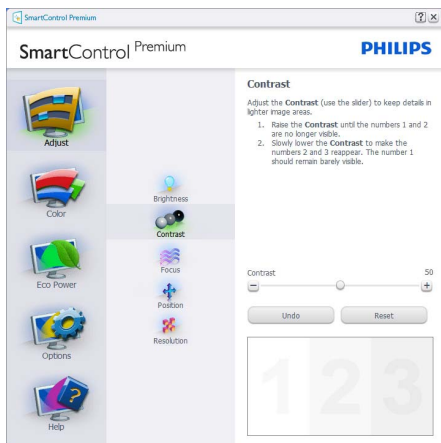 SmartControl Premium
SmartControl Premium
PHILIPS
Adjust
Color
Eco Power
Options
Help
Brightness
Contrast
Focus
Position
Resolution
Contrast
Adjust the Contrast (use the slider) to keep details in
lighter image areas.
1. Raise the Contrast until the numbers 1 and 2
are no longer visible.
2. Slowly lower the Contrast to make the
numbers 2 and 3 reappear. The number 1
should remain barely visible.
Contrast 50
Undo Reset
1 2 3